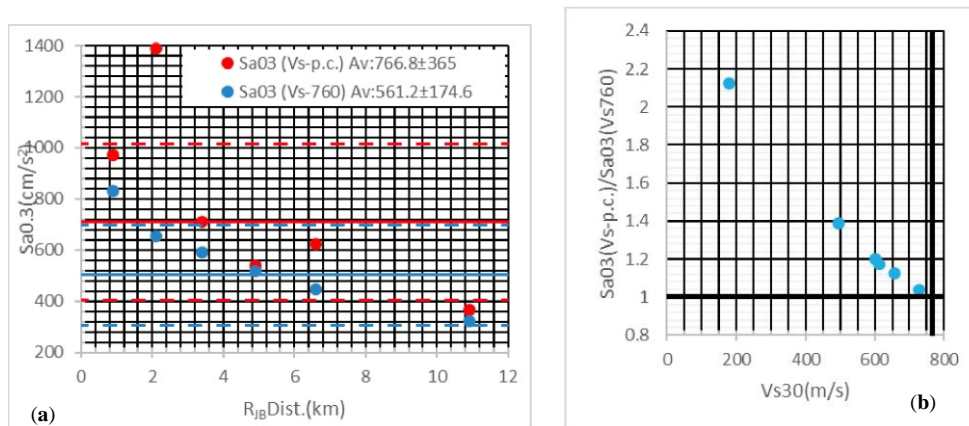 1400
1200
1000
800
600
400
200
Sa0.3(cm/s²)
Sa03 (Vs-p.c.) Av:766.8±365
Sa03 (Vs-760) Av:561.2±174.6
0 2 4 6 8 10 12
R_JB Dist.(km)
(a)
2.4
2.2
2
1.8
1.6
1.4
1.2
1
0.8
Sa03(Vs-p.c.)/Sa03(Vs760)
0 200 400 600 800
Vs30(m/s)
(b)